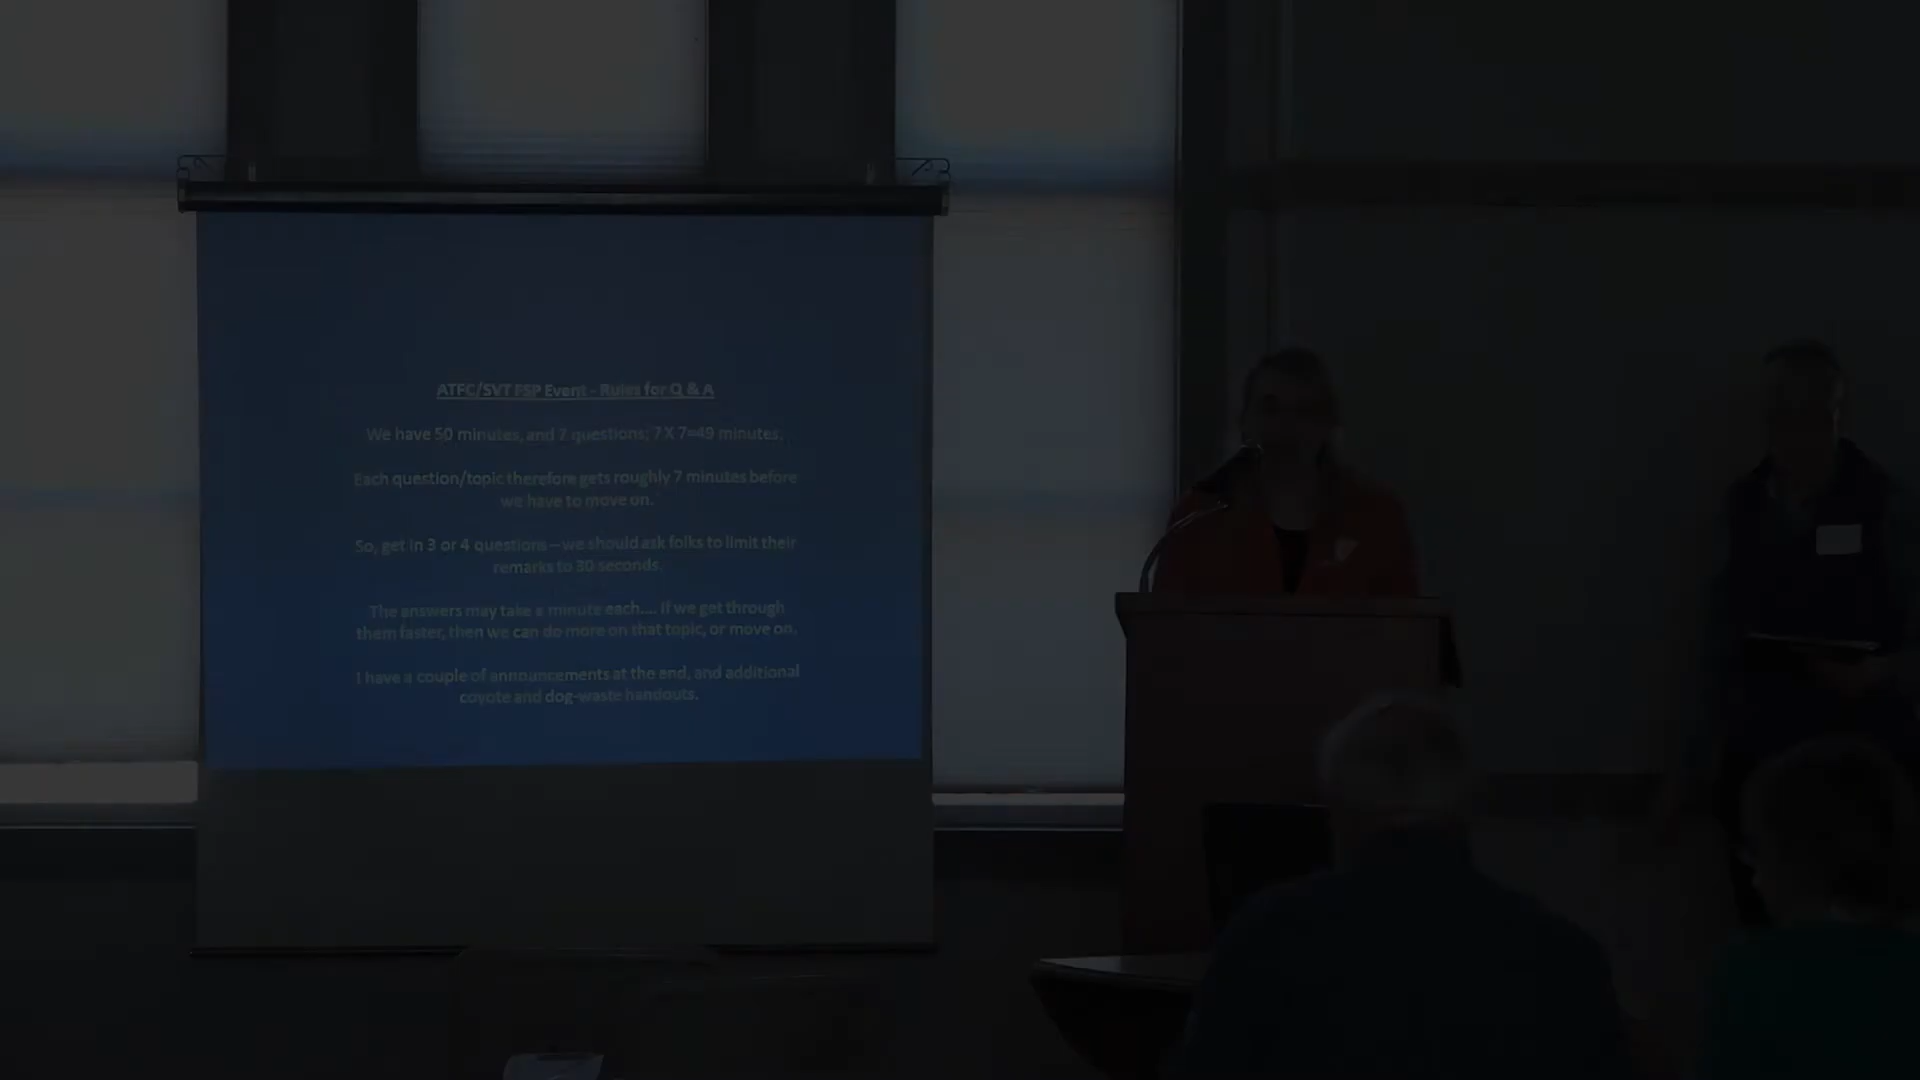 ATFC/SVT FSP Event - Rules for Q & A
We have 50 minutes, and 7 questions; 7 X 7=49 minutes.
Each question/topic therefore gets roughly 7 minutes before
we have to move on.
So, get in 3 or 4 questions – we should ask folks to limit their
remarks to 30 seconds.
The answers may take a minute each.... If we get through
them faster, then we can do more on that topic, or move on.
I have a couple of announcements at the end, and additional
coyote and dog-waste handouts.